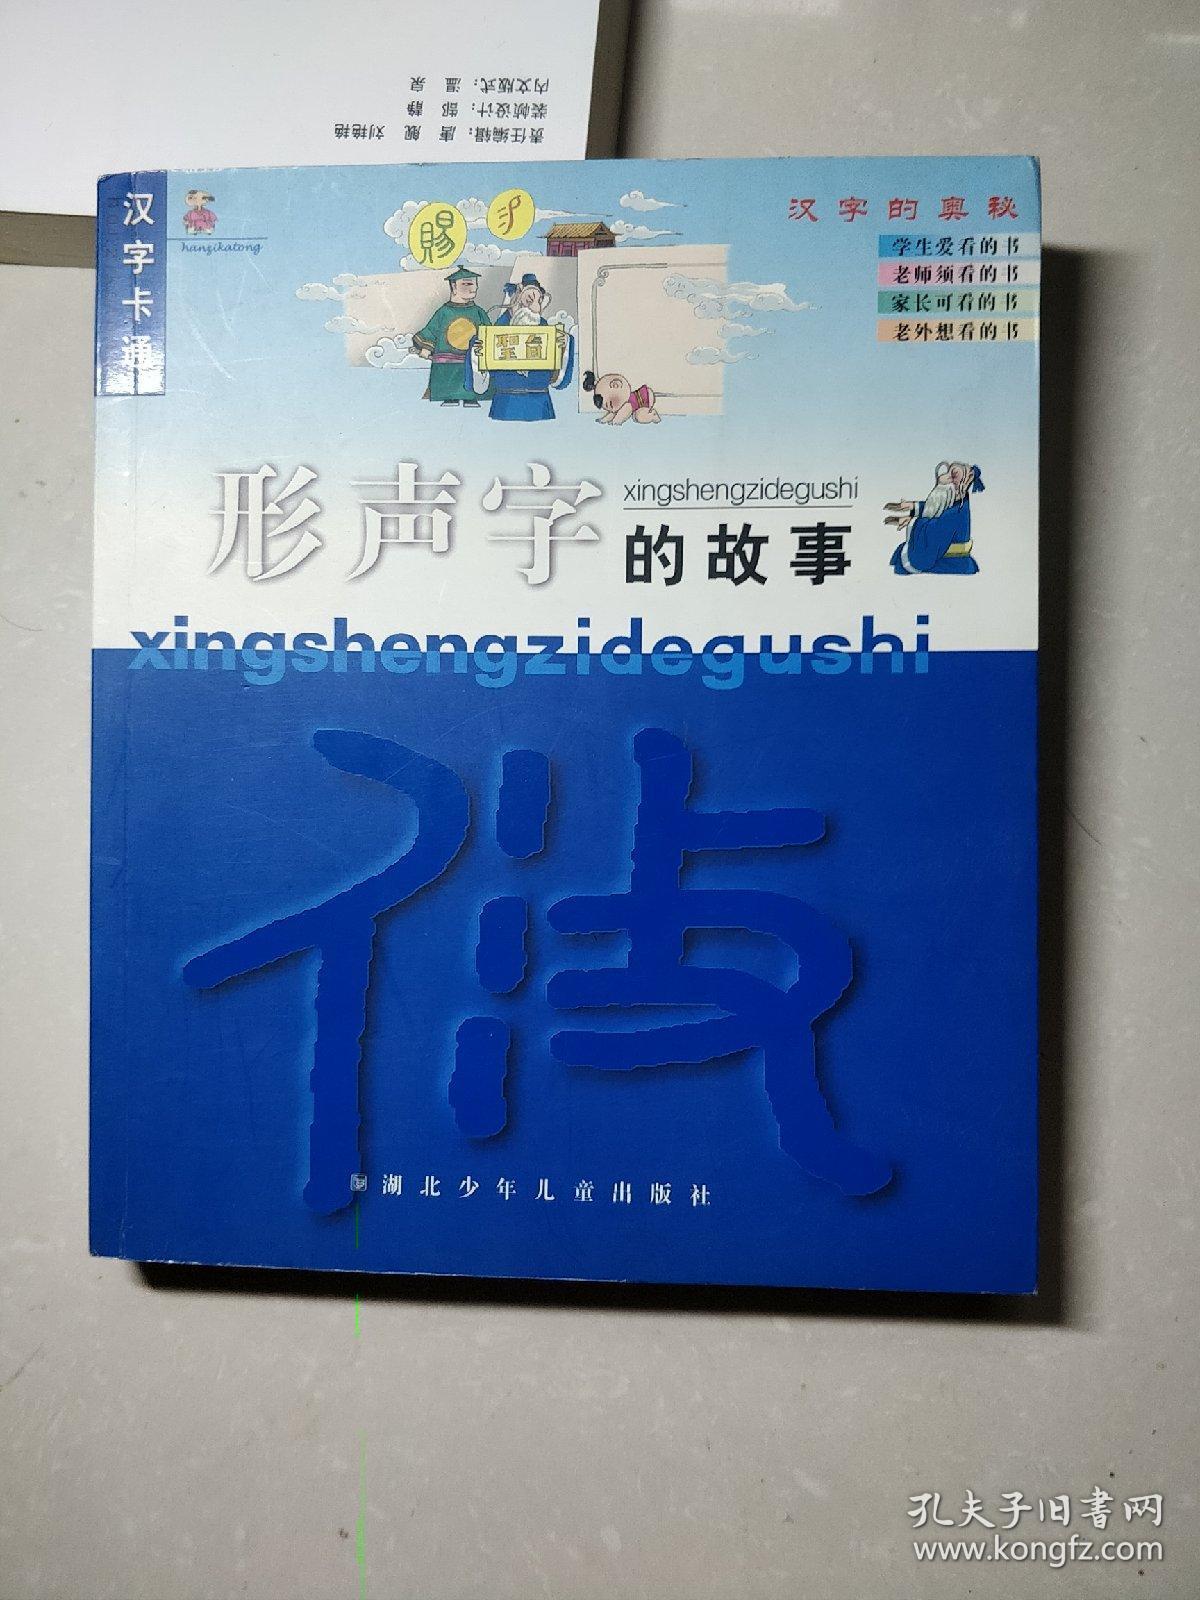 内文版式：温 泉
装帧设计：部 静
责任编辑：唐 靓 刘艳艳
汉字卡通
hanzikatong
賜
汉字的奥秘
学生爱看的书
老师须看的书
家长可看的书
老外想看的书
聖旨
形声字
xingshengzidegushi
的故事
xingshengzidegushi
湖北少年儿童出版社
孔夫子旧书网
www.kongfz.com